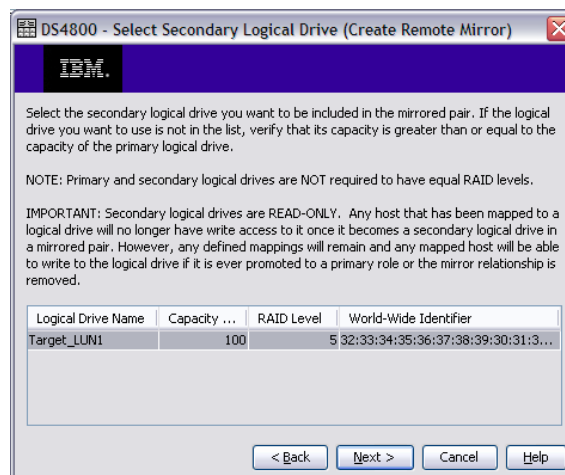 DS4800 - Select Secondary Logical Drive (Create Remote Mirror)
IBM.
Select the secondary logical drive you want to be included in the mirrored pair. If the logical
drive you want to use is not in the list, verify that its capacity is greater than or equal to the
capacity of the primary logical drive.
NOTE: Primary and secondary logical drives are NOT required to have equal RAID levels.
IMPORTANT: Secondary logical drives are READ-ONLY. Any host that has been mapped to a
logical drive will no longer have write access to it once it becomes a secondary logical drive in
a mirrored pair. However, any defined mappings will remain and any mapped host will be able
to write to the logical drive if it is ever promoted to a primary role or the mirror relationship is
removed.
Logical Drive Name Capacity ... RAID Level World-Wide Identifier
Target_LUN1 100 5 32:33:34:35:36:37:38:39:30:31:3...
< Back Next > Cancel Help